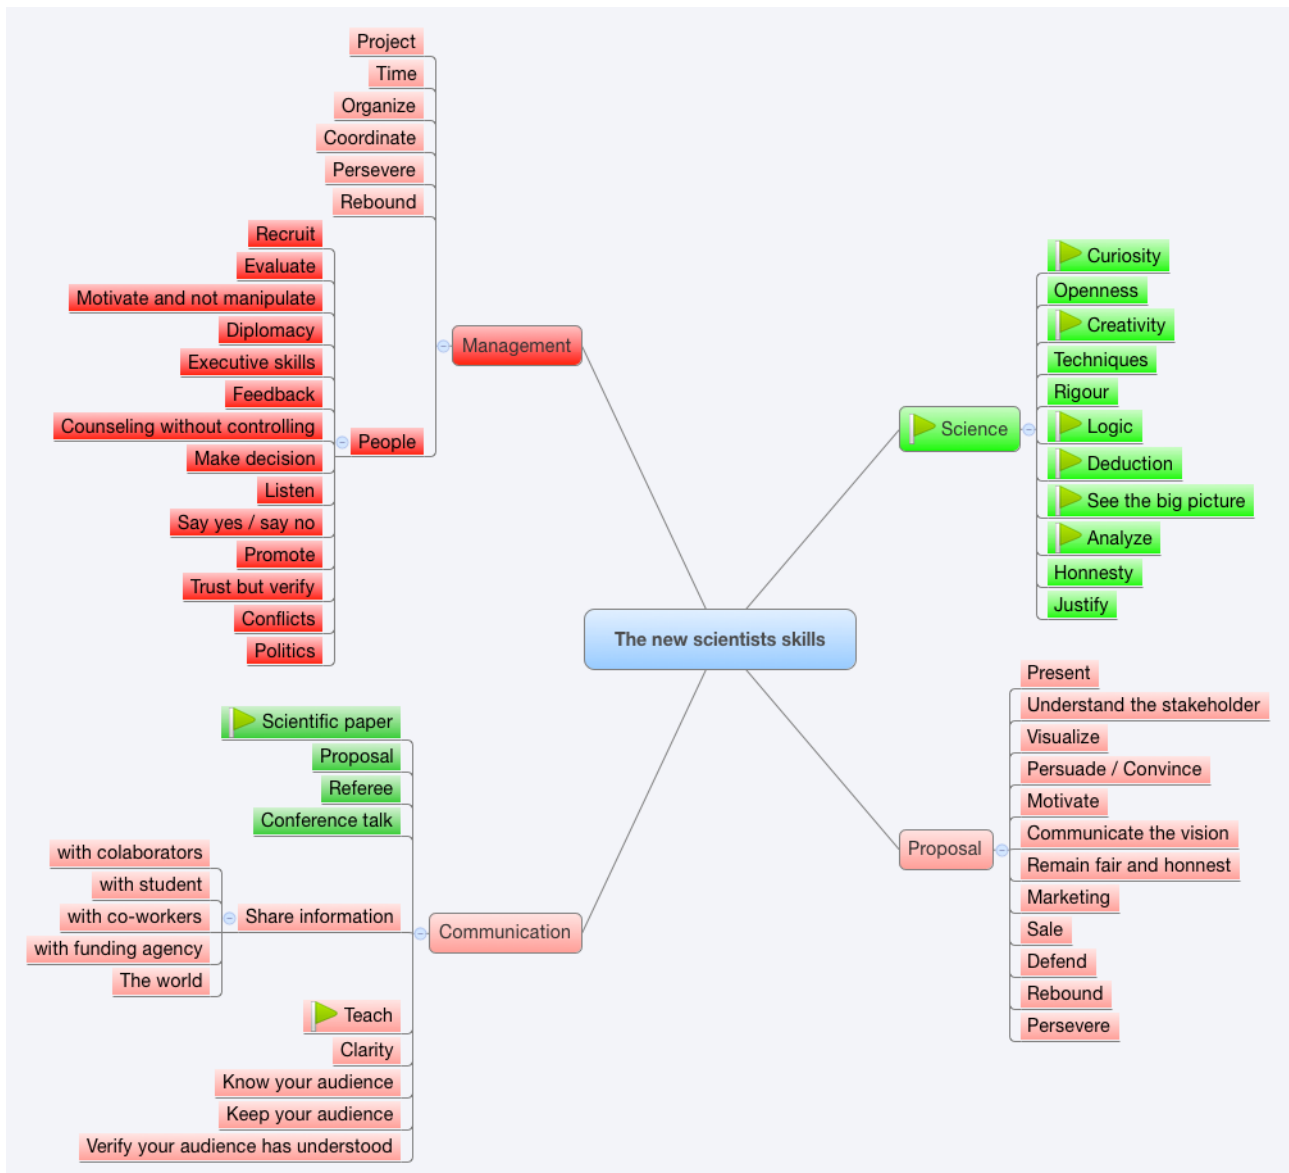 Project
Time
Organize
Coordinate
Persevere
Rebound
Recruit
Evaluate
Motivate and not manipulate
Diplomacy
Executive skills
Feedback
Counseling without controlling
Make decision
Listen
Say yes / say no
Promote
Trust but verify
Conflicts
Politics
People
Management
Curiosity
Openness
Creativity
Techniques
Rigour
Logic
Deduction
See the big picture
Analyze
Honnesty
Justify
Science
The new scientists skills
Scientific paper
Proposal
Referee
Conference talk
with colaborators
with student
with co-workers
with funding agency
The world
Share information
Teach
Clarity
Know your audience
Keep your audience
Verify your audience has understood
Communication
Present
Understand the stakeholder
Visualize
Persuade / Convince
Motivate
Communicate the vision
Remain fair and honnest
Marketing
Sale
Defend
Rebound
Persevere
Proposal